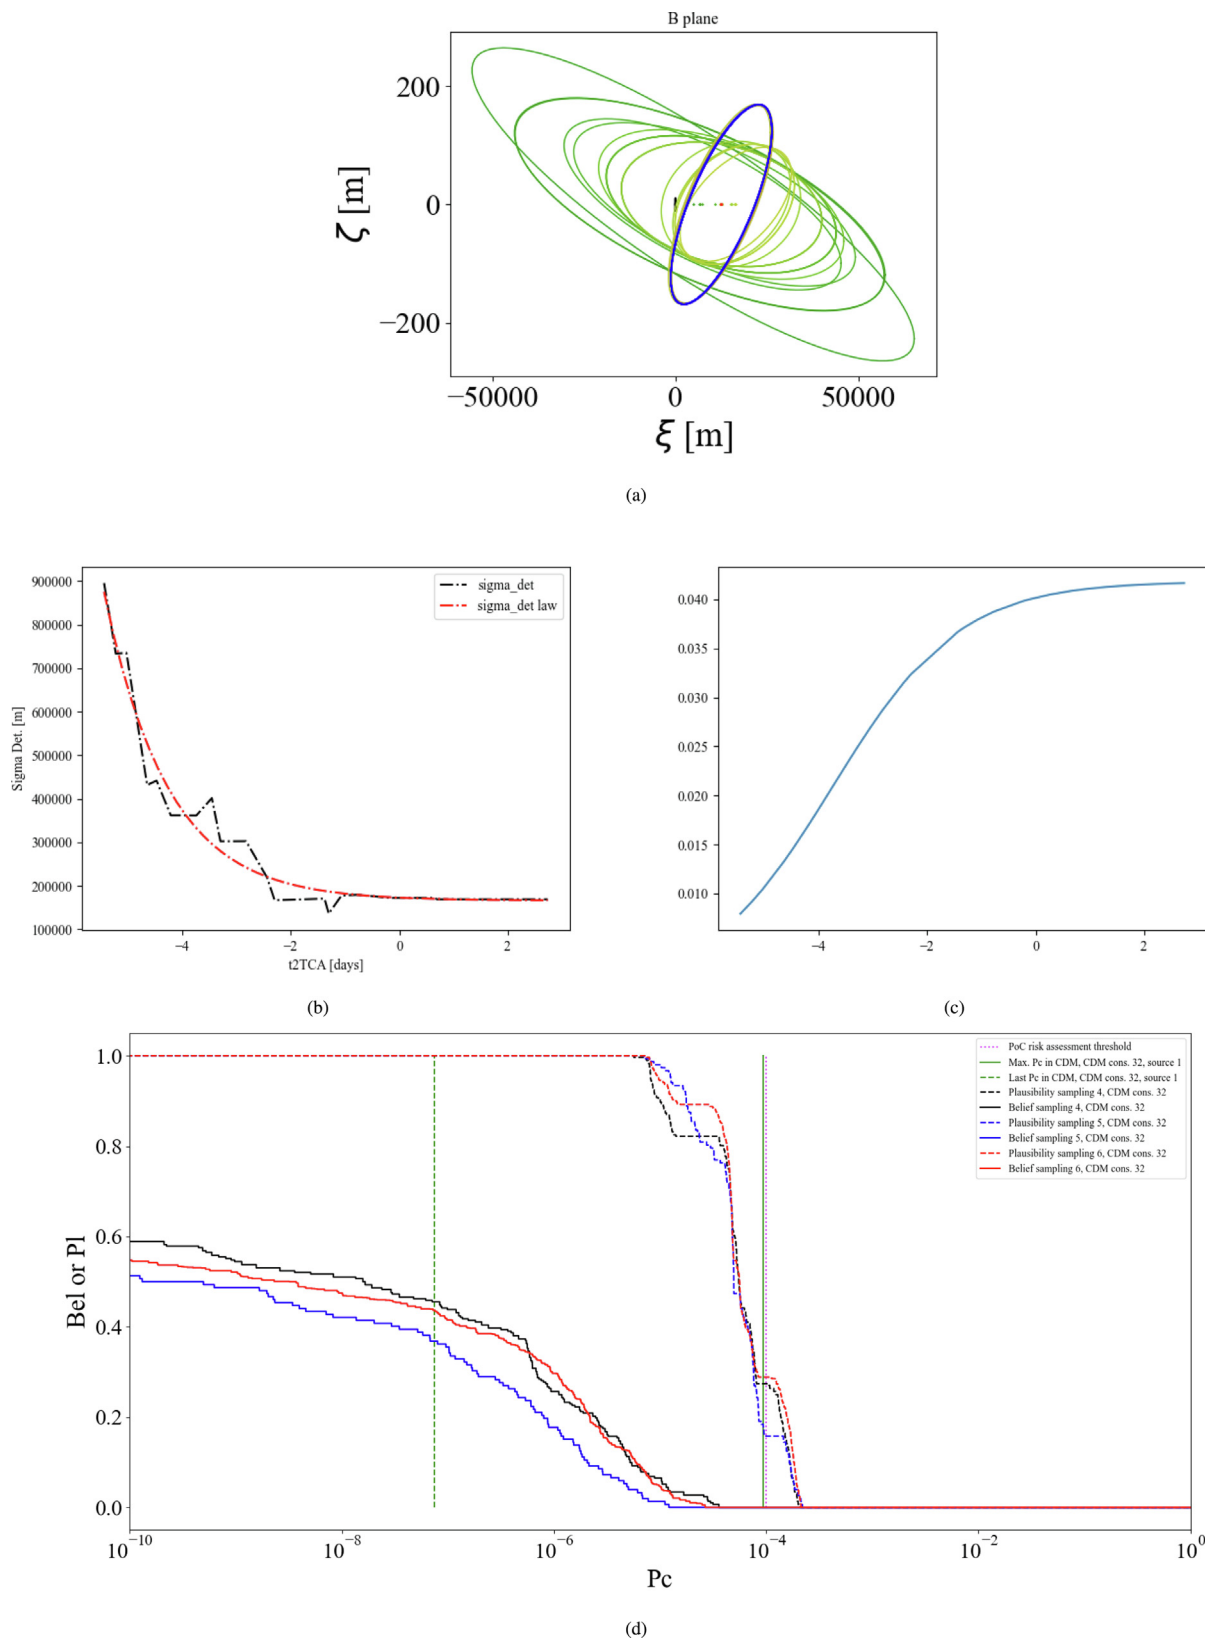 B plane
200
0
−200
ζ [m]
−50000 0 50000
ξ [m]
(a)
900000
800000
700000
600000
500000
400000
300000
200000
100000
Sigma Det. [m]
sigma_det
sigma_det law
−4 −2 0 2
t2TCA [days]
(b)
0.040
0.035
0.030
0.025
0.020
0.015
0.010
−4 −2 0 2
(c)
1.0
0.8
0.6
0.4
0.2
0.0
Bel or Pl
PoC risk assessment threshold
Max. Pc in CDM, CDM cons. 32, source 1
Last Pc in CDM, CDM cons. 32, source 1
Plausibility sampling 4, CDM cons. 32
Belief sampling 4, CDM cons. 32
Plausibility sampling 5, CDM cons. 32
Belief sampling 5, CDM cons. 32
Plausibility sampling 6, CDM cons. 32
Belief sampling 6, CDM cons. 32
10⁻¹⁰ 10⁻⁸ 10⁻⁶ 10⁻⁴ 10⁻² 10⁰
Pc
(d)